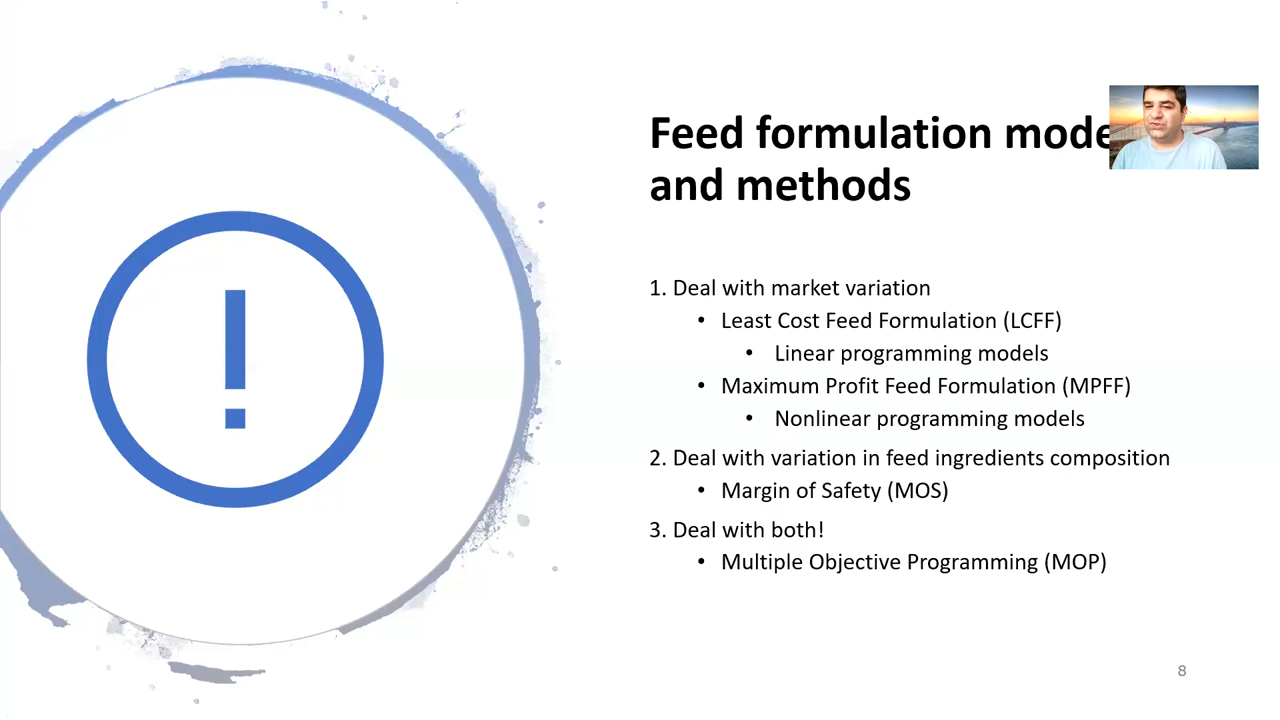 Feed formulation mode
and methods
1. Deal with market variation
• Least Cost Feed Formulation (LCFF)
• Linear programming models
• Maximum Profit Feed Formulation (MPFF)
• Nonlinear programming models
2. Deal with variation in feed ingredients composition
• Margin of Safety (MOS)
3. Deal with both!
• Multiple Objective Programming (MOP)
8